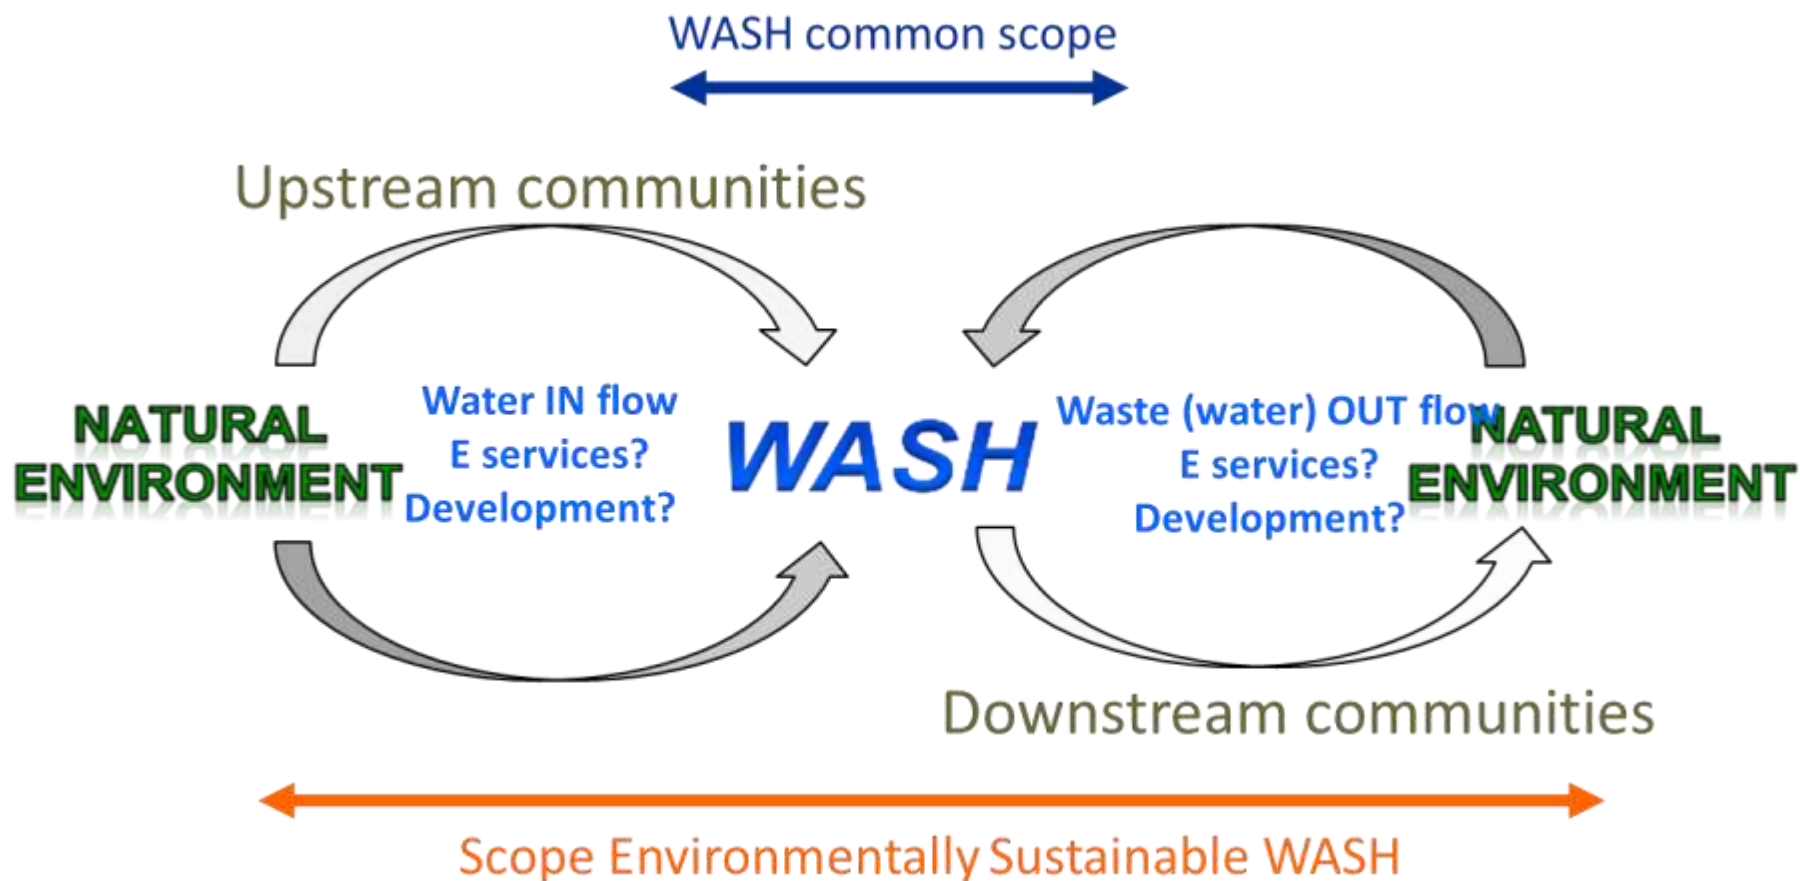 WASH common scope
Upstream communities
NATURAL
ENVIRONMENT
Water IN flow
E services?
Development?
WASH
Waste (water) OUT flow
E services?
Development?
NATURAL
ENVIRONMENT
Downstream communities
Scope Environmentally Sustainable WASH